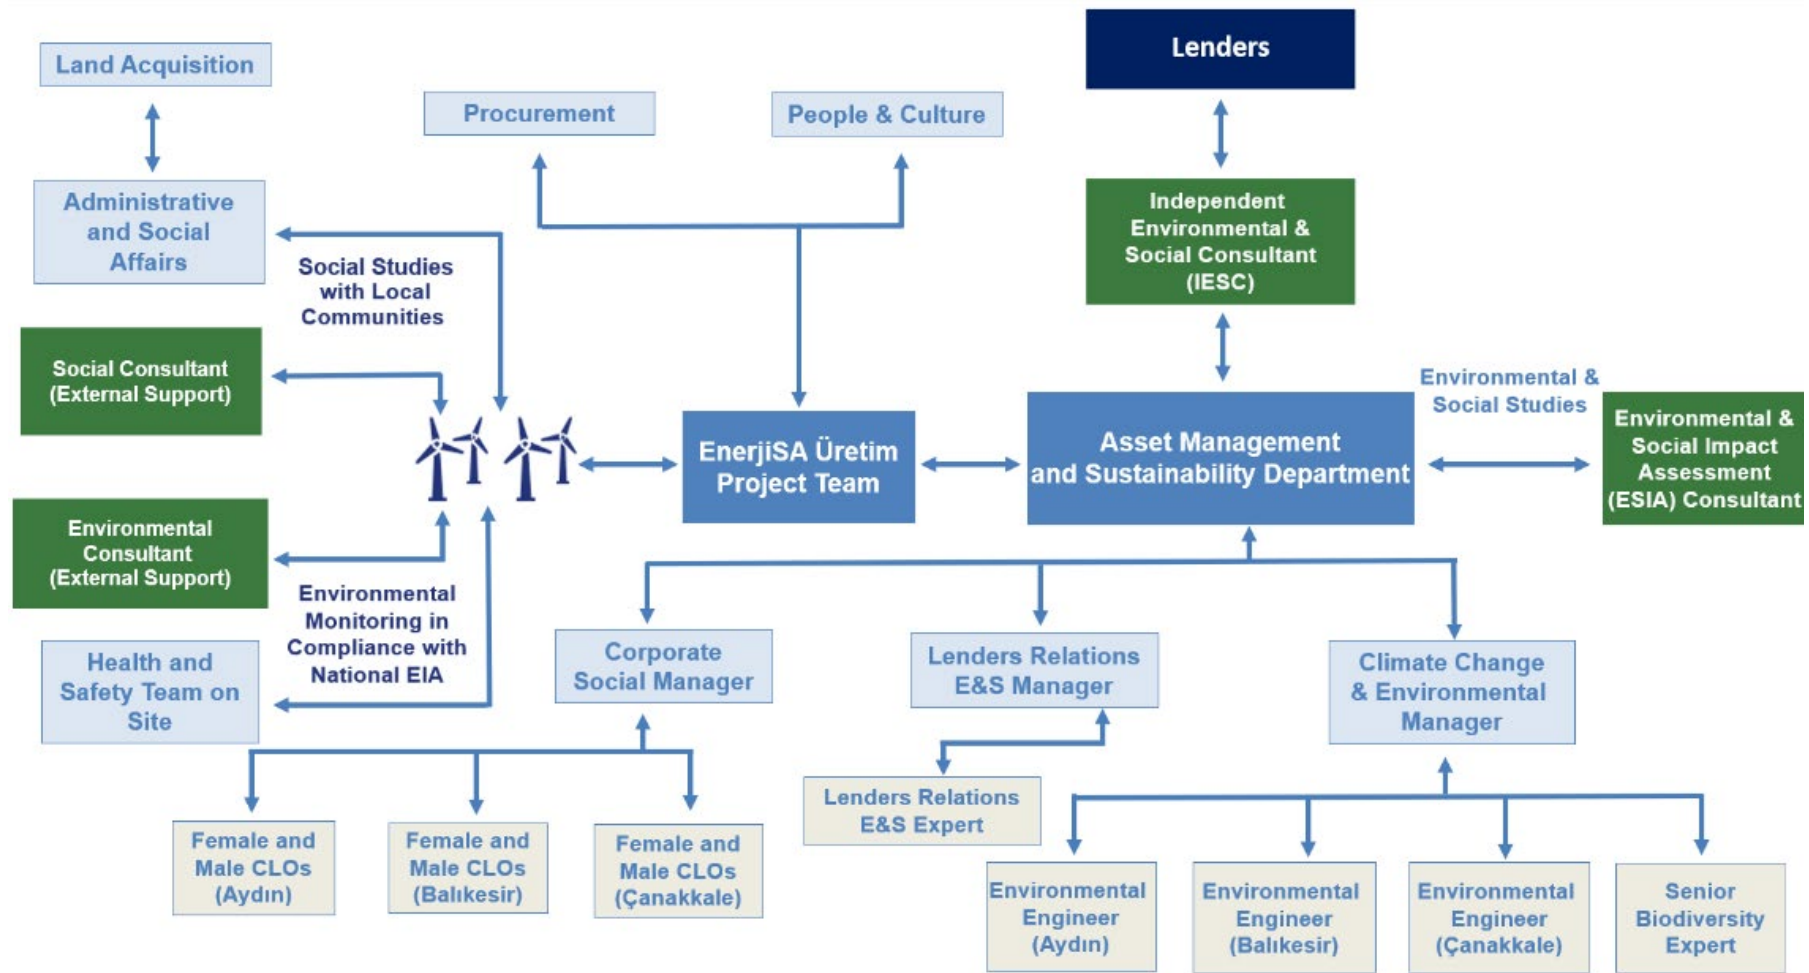 Land Acquisition
Administrative
and Social
Affairs
Social Consultant
(External Support)
Environmental
Consultant
(External Support)
Health and
Safety Team on
Site
Social Studies
with Local
Communities
Environmental
Monitoring in
Compliance with
National EIA
Procurement
People & Culture
EnerjiSA Üretim
Project Team
Lenders
Independent
Environmental &
Social Consultant
(IESC)
Asset Management
and Sustainability Department
Environmental &
Social Studies
Environmental &
Social Impact
Assessment
(ESIA) Consultant
Corporate
Social Manager
Lenders Relations
E&S Manager
Climate Change
& Environmental
Manager
Female and
Male CLOs
(Aydın)
Female and
Male CLOs
(Balıkesir)
Female and
Male CLOs
(Çanakkale)
Lenders Relations
E&S Expert
Environmental
Engineer
(Aydın)
Environmental
Engineer
(Balıkesir)
Environmental
Engineer
(Çanakkale)
Senior
Biodiversity
Expert